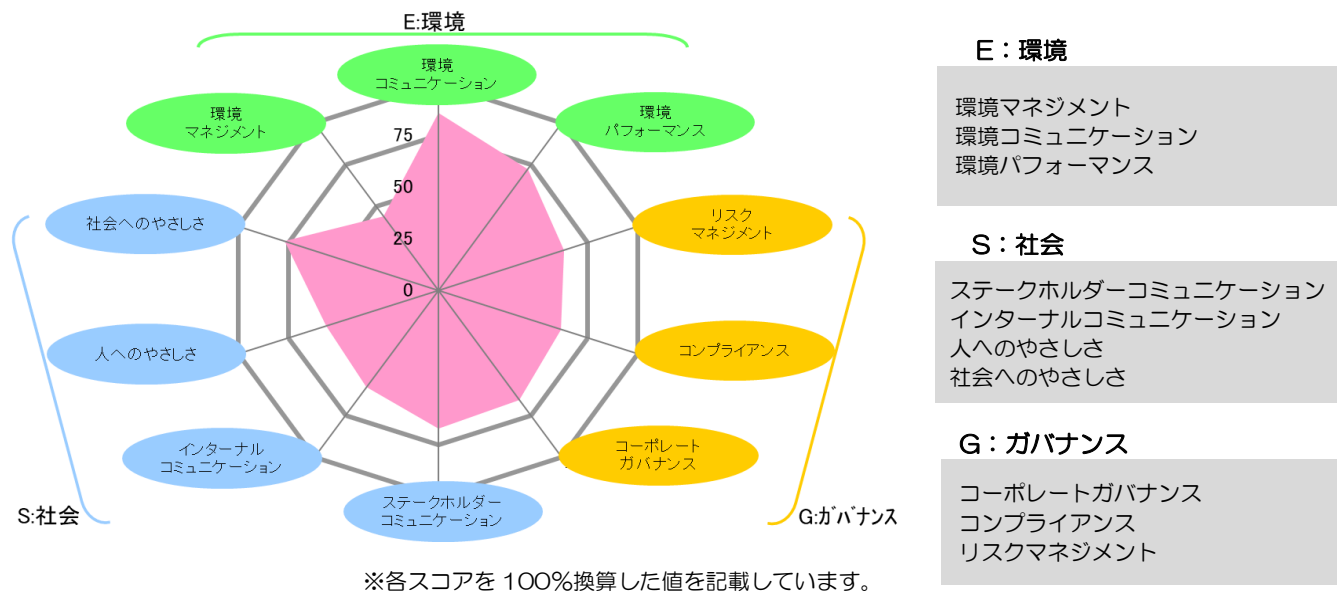 E:環境
環境
コミュニケーション
環境
マネジメント
環境
パフォーマンス
75
50
25
0
社会へのやさしさ
リスク
マネジメント
人へのやさしさ
コンプライアンス
インターナル
コミュニケーション
コーポレート
ガバナンス
ステークホルダー
コミュニケーション
S:社会
G:ガバナンス
※各スコアを 100%換算した値を記載しています。
E:環境
環境マネジメント
環境コミュニケーション
環境パフォーマンス
S:社会
ステークホルダーコミュニケーション
インターナルコミュニケーション
人へのやさしさ
社会へのやさしさ
G:ガバナンス
コーポレートガバナンス
コンプライアンス
リスクマネジメント